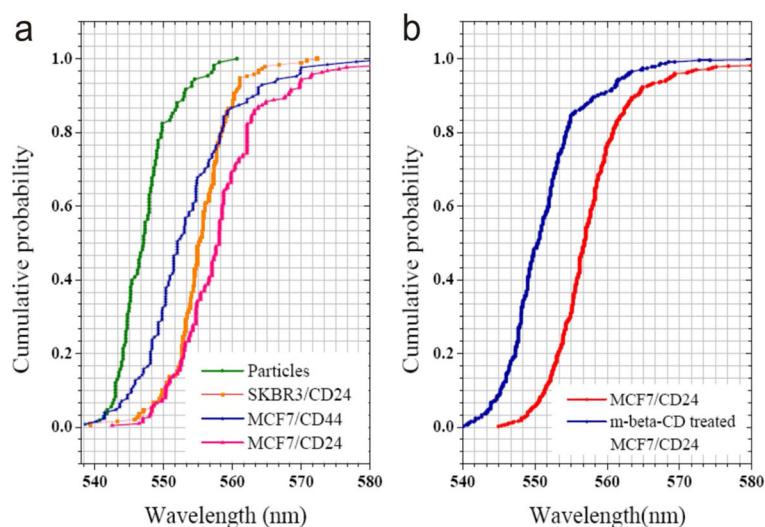 a
Cumulative probability
1.0
0.8
0.6
0.4
0.2
0.0
Particles
SKBR3/CD24
MCF7/CD44
MCF7/CD24
540 550 560 570 580
Wavelength (nm)
b
Cumulative probability
1.0
0.8
0.6
0.4
0.2
0.0
MCF7/CD24
m-beta-CD treated
MCF7/CD24
540 550 560 570 580
Wavelength(nm)